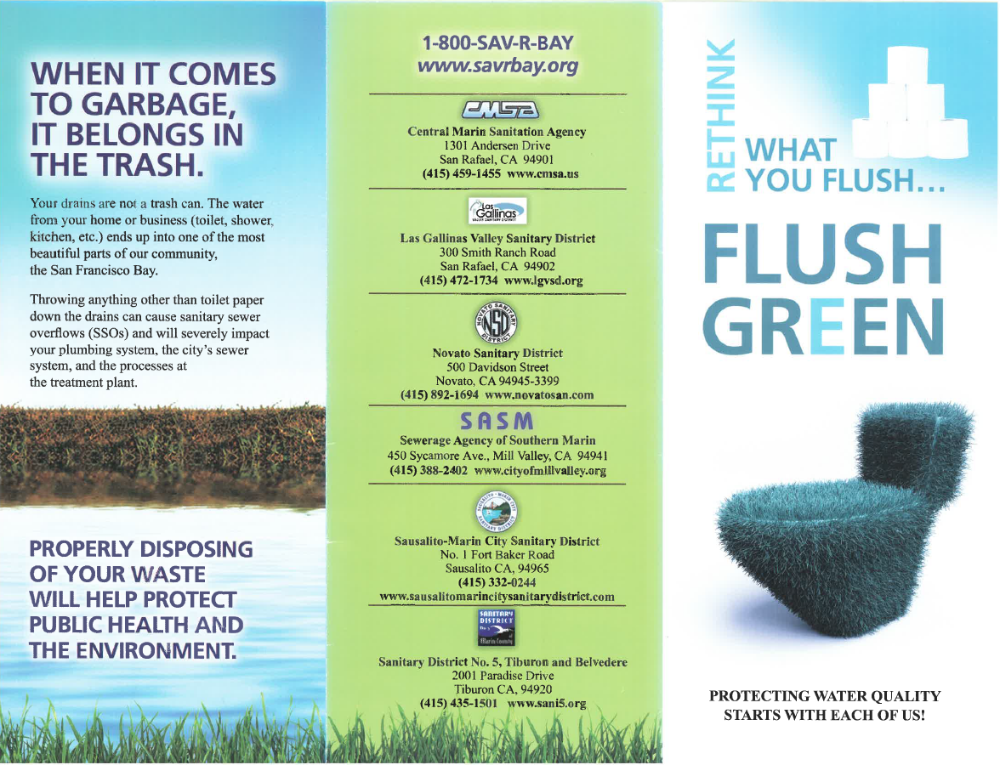 WHEN IT COMES
TO GARBAGE,
IT BELONGS IN
THE TRASH.
Your drains are not a trash can. The water
from your home or business (toilet, shower,
kitchen, etc.) ends up into one of the most
beautiful parts of our community,
the San Francisco Bay.
Throwing anything other than toilet paper
down the drains can cause sanitary sewer
overflows (SSOs) and will severely impact
your plumbing system, the city's sewer
system, and the processes at
the treatment plant.
PROPERLY DISPOSING
OF YOUR WASTE
WILL HELP PROTECT
PUBLIC HEALTH AND
THE ENVIRONMENT.
1-800-SAV-R-BAY
www.savrbay.org
CMSA
Central Marin Sanitation Agency
1301 Andersen Drive
San Rafael, CA 94901
(415) 459-1455 www.cmsa.us
Las
Gallinas
VALLEY SANITARY DISTRICT
Las Gallinas Valley Sanitary District
300 Smith Ranch Road
San Rafael, CA 94902
(415) 472-1734 www.lgvsd.org
NOVATO SANITARY
NSD
DISTRICT
Novato Sanitary District
500 Davidson Street
Novato, CA 94945-3399
(415) 892-1694 www.novatosan.com
SASM
Sewerage Agency of Southern Marin
450 Sycamore Ave., Mill Valley, CA 94941
(415) 388-2402 www.cityofmillvalley.org
SAUSALITO - MARIN CITY
SANITARY DISTRICT
Sausalito-Marin City Sanitary District
No. 1 Fort Baker Road
Sausalito CA, 94965
(415) 332-0244
www.sausalitomarincitysanitarydistrict.com
SANITARY
DISTRICT
of
Marin County
Sanitary District No. 5, Tiburon and Belvedere
2001 Paradise Drive
Tiburon CA, 94920
(415) 435-1501 www.sani5.org
RETHINK
WHAT
YOU FLUSH...
FLUSH
GREEN
PROTECTING WATER QUALITY
STARTS WITH EACH OF US!